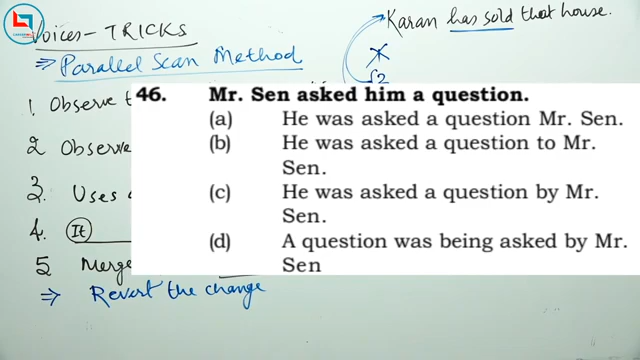 Karan has sold that house.
Voices - TRICKS
⇒ Parallel Scan Method
1. Observe
2 Observe
3. Uses
4. It
5 Merge
⇒ Revert the change
46. Mr. Sen asked him a question.
(a) He was asked a question Mr. Sen.
(b) He was asked a question to Mr.
Sen.
(c) He was asked a question by Mr.
Sen.
(d) A question was being asked by Mr.
Sen